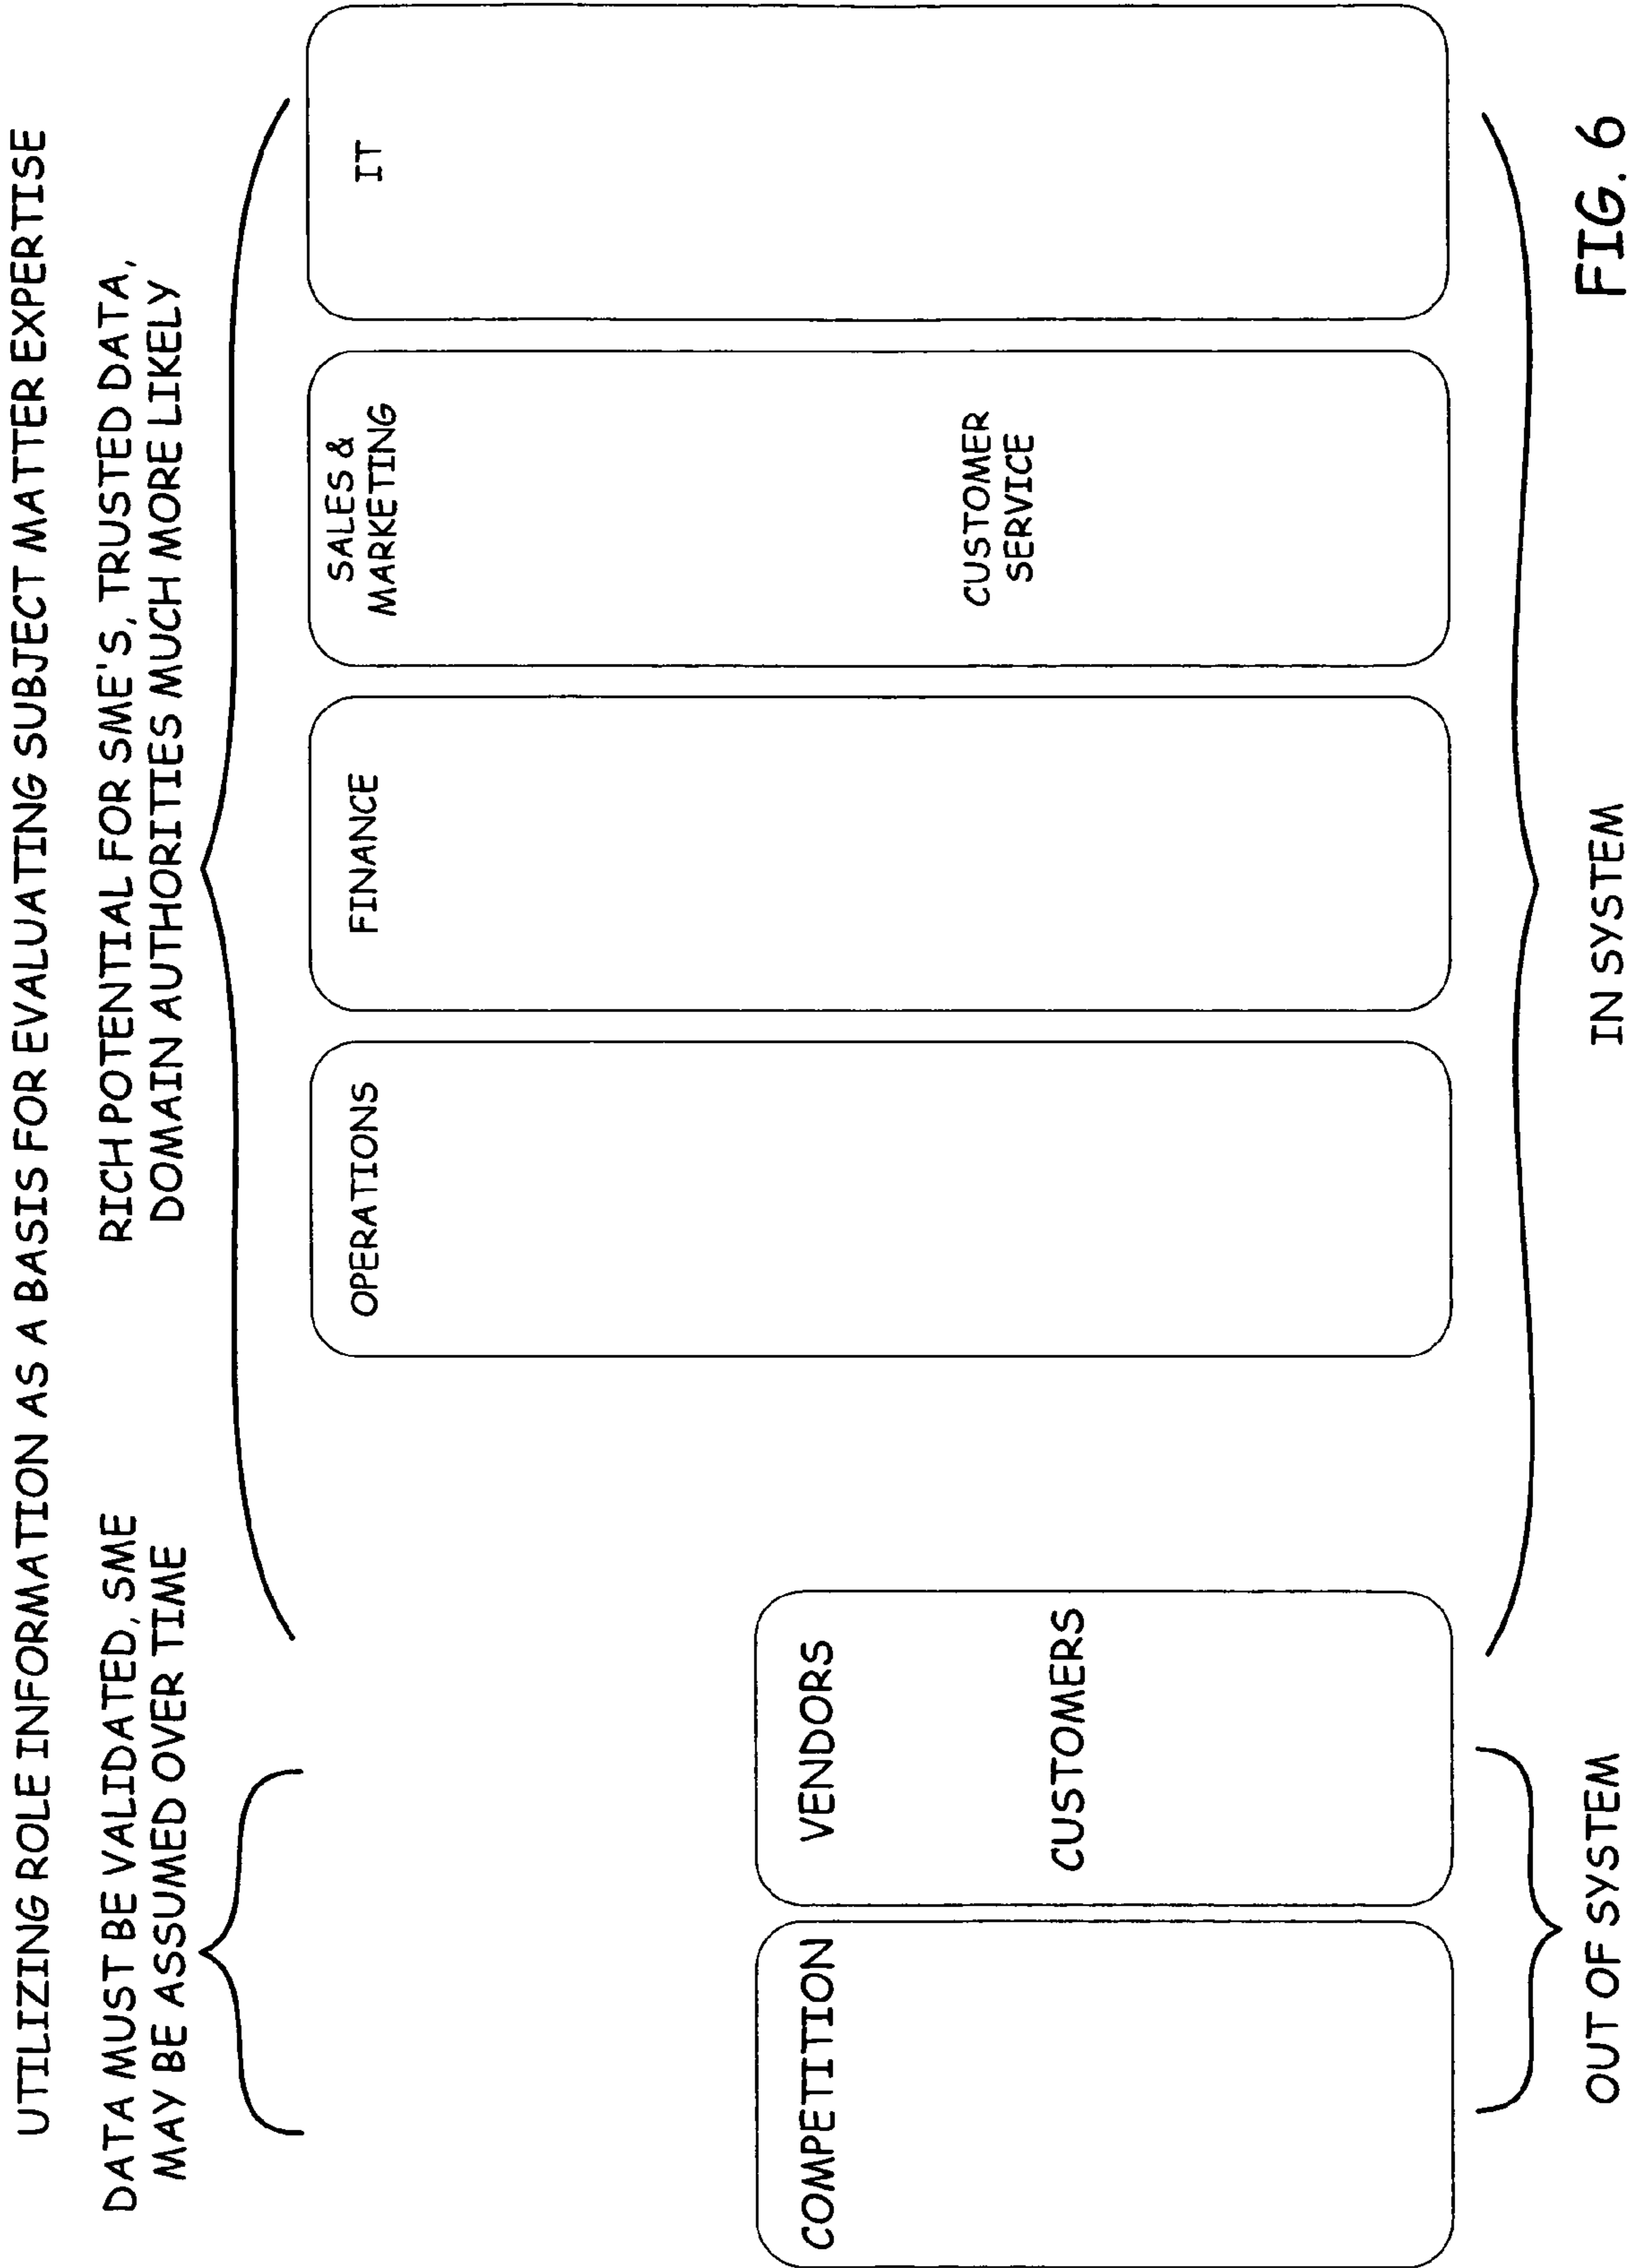 UTILIZING ROLE INFORMATION AS A BASIS FOR EVALUATING SUBJECT MATTER EXPERTISE
DATA MUST BE VALIDATED, SME
MAY BE ASSUMED OVER TIME
RICH POTENTIAL FOR SME'S, TRUSTED DATA,
DOMAIN AUTHORITIES MUCH MORE LIKELY
COMPETITION
VENDORS
CUSTOMERS
OPERATIONS
FINANCE
SALES &
MARKETING
CUSTOMER
SERVICE
IT
OUT OF SYSTEM
IN SYSTEM
FIG. 6